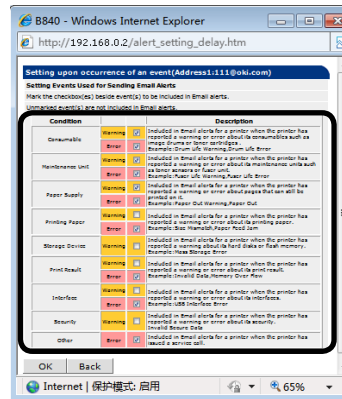 B840 - Windows Internet Explorer
http://192.168.0.2/alert_setting_delay.htm
Setting upon occurrence of an event(Address1:111@oki.com)
Setting Events Used for Sending Email Alerts
Mark the checkbox(es) beside event(s) to be included in Email alerts.
Unmarked event(s) are not included in Email alerts.
Condition Description
Consumable
Warning
Error
Included in Email alerts for a printer when the printer has
reported a warning or error about its consumables such as
image drums or toner cartridges.
Example:Drum Life Warning,Drum Life Error
Maintenance Unit
Warning
Error
Included in Email alerts for a printer when the printer has
reported a warning or error about its maintenance units such
as toner sensors or fuser unit.
Example:Fuser Life Warning,Fuser Life Error
Paper Supply
Warning
Error
Included in Email alerts for a printer when the printer has
reported a warning or error about pages that can still be
printed on it.
Example:Paper Out Warning,Paper Out
Printing Paper
Warning
Error
Included in Email alerts for a printer when the printer has
reported a warning or error about its printing paper.
Example:Size Mismatch,Paper Feed Jam
Storage Device
Warning
Error
Included in Email alerts for a printer when the printer has
reported a warning about its hard disks or flash memory.
Example:Mass Storage Error
Print Result
Warning
Error
Included in Email alerts for a printer when the printer has
reported a warning or error about its print result.
Example:Invalid Data,Memory Over Flow
Interface
Warning
Error
Included in Email alerts for a printer when the printer has
reported a warning or error about its interfaces.
Example:USB Interface Error
Security
Warning
Error
Included in Email alerts for a printer when the printer has
reported a warning or error about its security.
Invalid Secure Data
Other
Error
Included in Email alerts for a printer when the printer has
issued a service call.
OK Back
Internet | 保护模式: 启用 65%